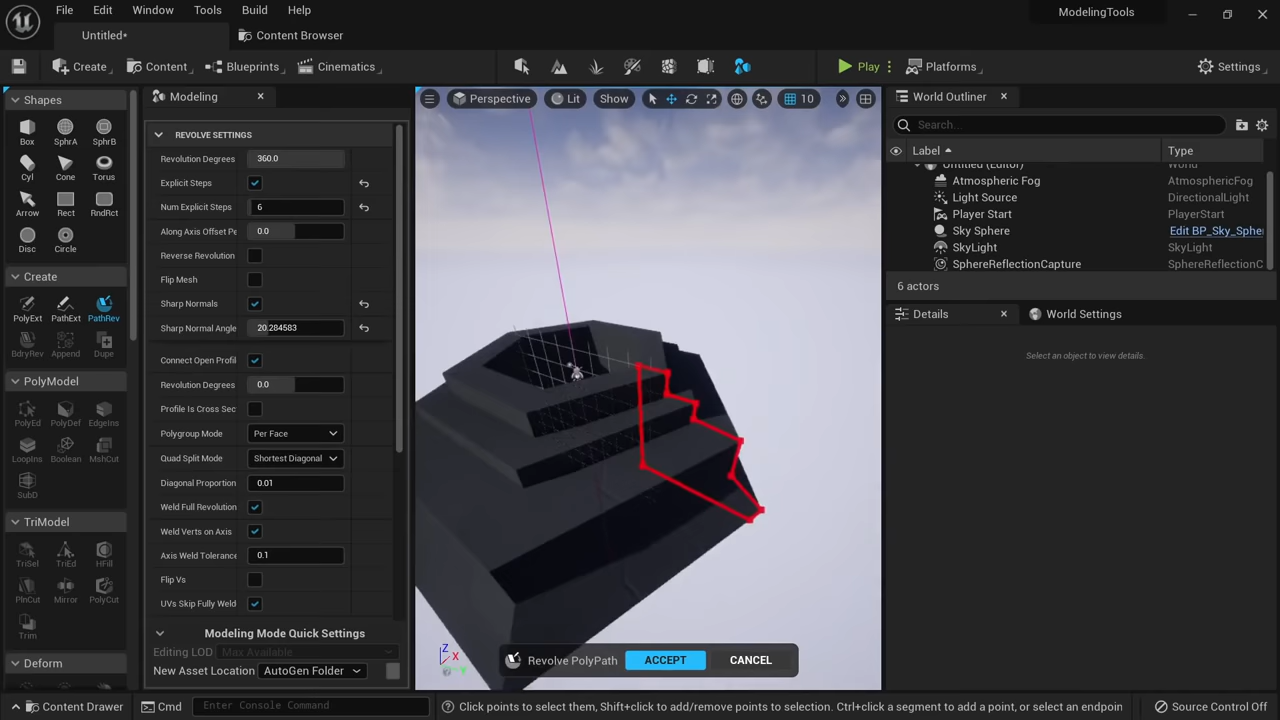 File Edit Window Tools Build Help ModelingTools
Untitled* Content Browser
Create Content Blueprints Cinematics Play Platforms Settings
Shapes
Box SphrA SphrB
Cyl Cone Torus
Arrow Rect RndRct
Disc Circle
Create
PolyExt PathExt PathRev
BdryRev Append Dupe
PolyModel
PolyEd PolyDef EdgeIns
LoopIns Boolean MshCut
SubD
TriModel
TriSel TriEd HFill
PlnCut Mirror PolyCut
Trim
Deform
Modeling
REVOLVE SETTINGS
Revolution Degrees 360.0
Explicit Steps
Num Explicit Steps 6
Along Axis Offset Pe 0.0
Reverse Revolution
Flip Mesh
Sharp Normals
Sharp Normal Angle 20.284583
Connect Open Profil
Revolution Degrees 0.0
Profile Is Cross Sec
Polygroup Mode Per Face
Quad Split Mode Shortest Diagonal
Diagonal Proportion 0.01
Weld Full Revolution
Weld Verts on Axis
Axis Weld Tolerance 0.1
Flip Vs
UVs Skip Fully Weld
Modeling Mode Quick Settings
Editing LOD Max Available
New Asset Location AutoGen Folder
Perspective Lit Show 10
Z
X
Revolve PolyPath ACCEPT CANCEL
World Outliner
Search...
Label Type
Untitled (Editor) World
Atmospheric Fog AtmosphericFog
Light Source DirectionalLight
Player Start PlayerStart
Sky Sphere Edit BP_Sky_Sphe
SkyLight SkyLight
SphereReflectionCapture SphereReflectionC
6 actors
Details World Settings
Select an object to view details.
Content Drawer Cmd Enter Console Command Click points to select them, Shift+click to add/remove points to selection. Ctrl+click a segment to add a point, or select an endpoin Source Control Off